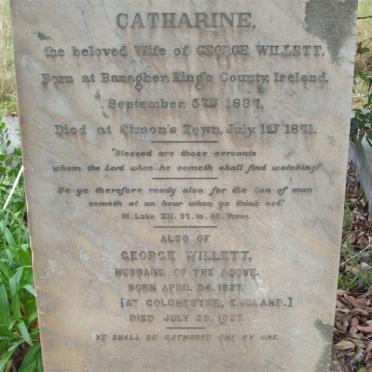 CATHARINE,
the beloved Wife of GEORGE WILLETT,
Born at Banagher, King's County, Ireland,
September, 5TH 1837,
Died at Simon's Town, July, 1ST 1871.
"Blessed are those servants
whom the Lord when he cometh shall find watching"
Be ye therefore ready also: for the Son of man
cometh at an hour when ye think not"
St. Luke XII. 37. to. 40. Verse.
ALSO OF
GEORGE WILLETT,
HUSBAND OF THE ABOVE.
BORN APRIL 24. 1827.
[AT COLCHESTER, ENGLAND.]
DIED JULY 28. 1927.
YE SHALL BE GATHERED ONE BY ONE.